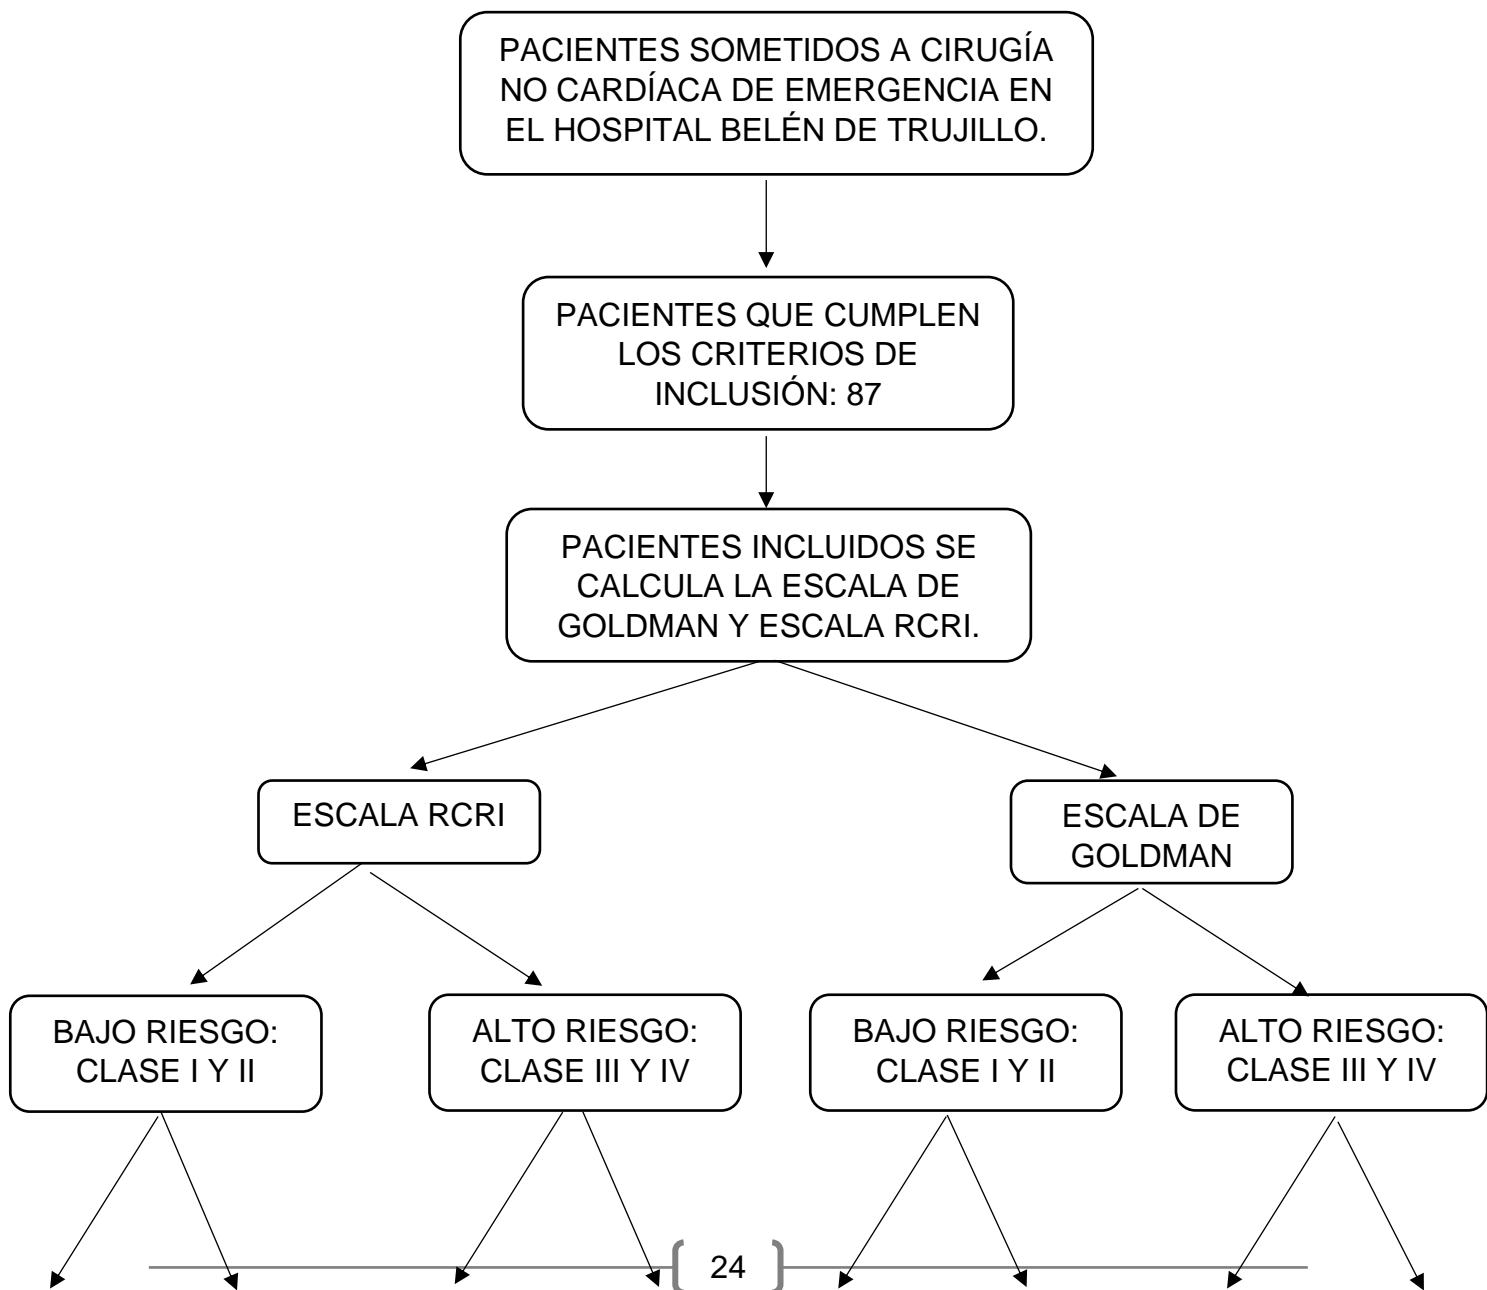 PACIENTES SOMETIDOS A CIRUGÍA
NO CARDÍACA DE EMERGENCIA EN
EL HOSPITAL BELÉN DE TRUJILLO.
PACIENTES QUE CUMPLEN
LOS CRITERIOS DE
INCLUSIÓN: 87
PACIENTES INCLUIDOS SE
CALCULA LA ESCALA DE
GOLDMAN Y ESCALA RCRI.
ESCALA RCRI
ESCALA DE
GOLDMAN
BAJO RIESGO:
CLASE I Y II
ALTO RIESGO:
CLASE III Y IV
BAJO RIESGO:
CLASE I Y II
ALTO RIESGO:
CLASE III Y IV
24